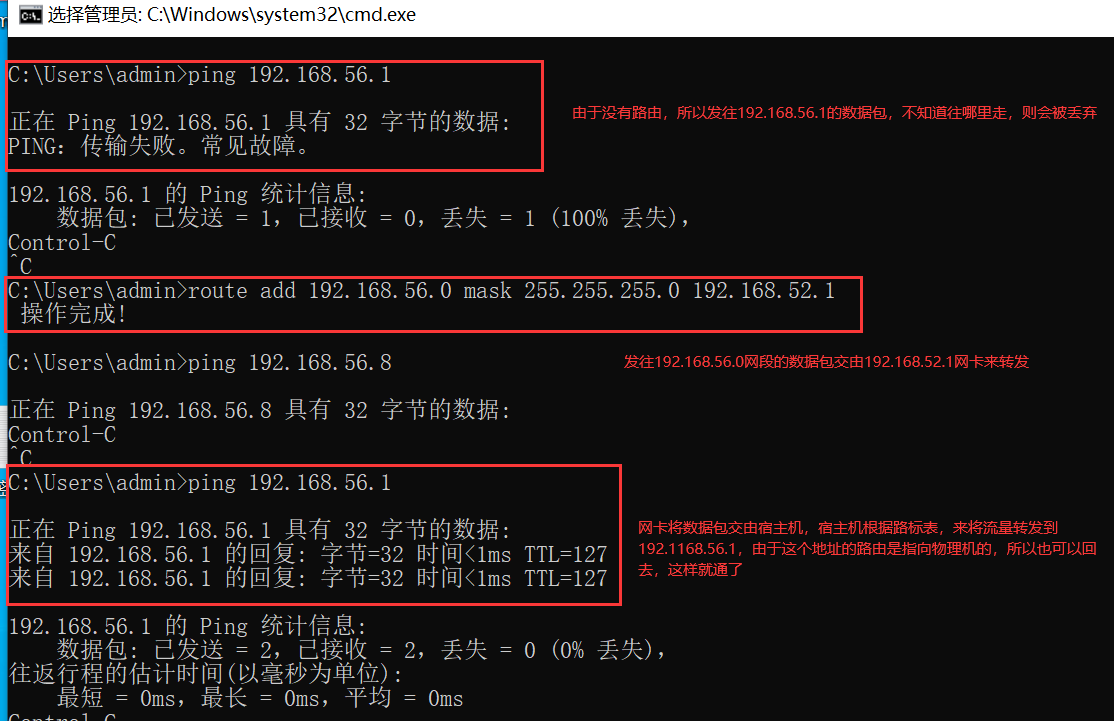 选择管理员: C:\Windows\system32\cmd.exe
C:\Users\admin>ping 192.168.56.1
由于没有路由，所以发往192.168.56.1的数据包，不知道往哪里走，则会被丢弃
正在 Ping 192.168.56.1 具有 32 字节的数据:
PING: 传输失败。常见故障。
192.168.56.1 的 Ping 统计信息:
数据包: 已发送 = 1，已接收 = 0，丢失 = 1 (100% 丢失)，
Control-C
^C
C:\Users\admin>route add 192.168.56.0 mask 255.255.255.0 192.168.52.1
操作完成!
C:\Users\admin>ping 192.168.56.8
发往192.168.56.0网段的数据包交由192.168.52.1网卡来转发
正在 Ping 192.168.56.8 具有 32 字节的数据:
Control-C
^C
C:\Users\admin>ping 192.168.56.1
正在 Ping 192.168.56.1 具有 32 字节的数据:
来自 192.168.56.1 的回复: 字节=32 时间<1ms TTL=127
来自 192.168.56.1 的回复: 字节=32 时间<1ms TTL=127
网卡将数据包交由宿主机，宿主机根据路标表，来将流量转发到
192.1168.56.1，由于这个地址的路由是指向物理机的，所以也可以回
去，这样就通了
192.168.56.1 的 Ping 统计信息:
数据包: 已发送 = 2，已接收 = 2，丢失 = 0 (0% 丢失)，
往返行程的估计时间(以毫秒为单位):
最短 = 0ms，最长 = 0ms，平均 = 0ms
Control-C